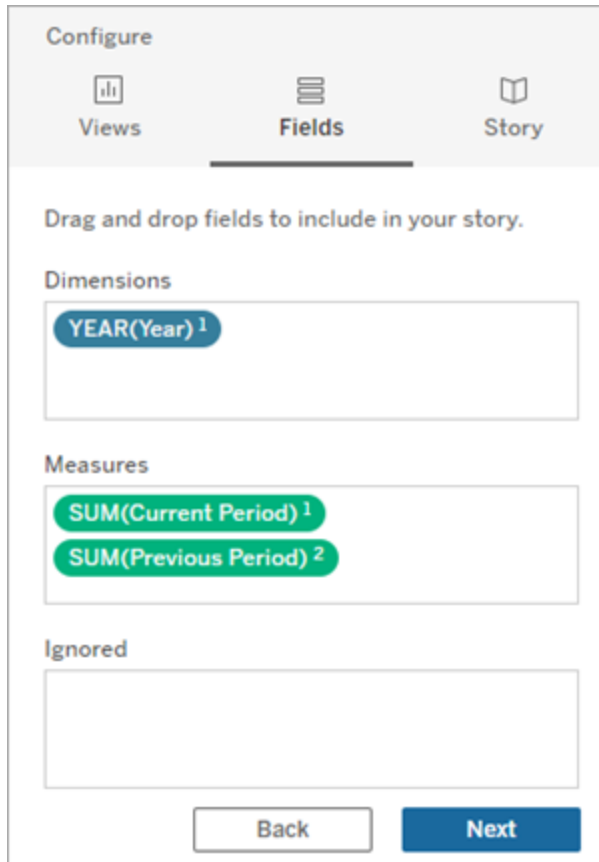 Configure
Views Fields Story
Drag and drop fields to include in your story.
Dimensions
YEAR(Year) 1
Measures
SUM(Current Period) 1
SUM(Previous Period) 2
Ignored
Back Next